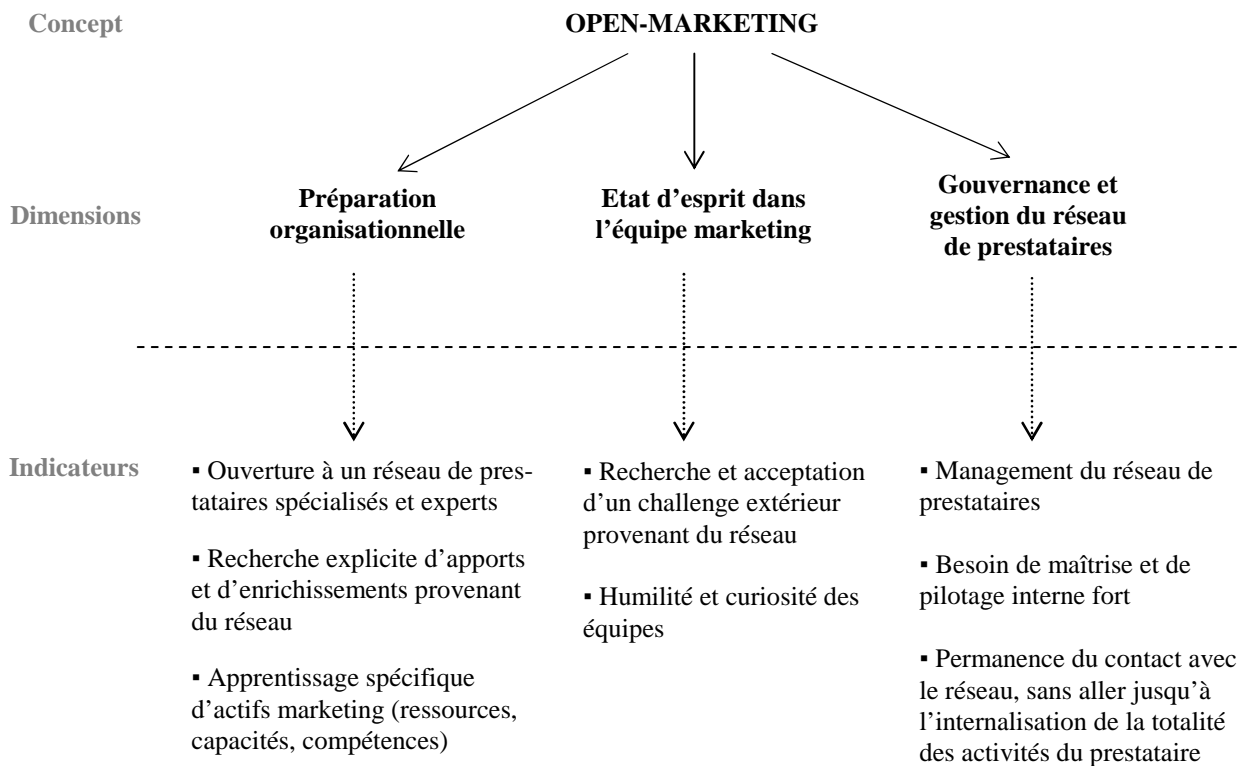 Concept
OPEN-MARKETING
Dimensions
Préparation
organisationnelle
Etat d’esprit dans
l’équipe marketing
Gouvernance et
gestion du réseau
de prestataires
Indicateurs
▪ Ouverture à un réseau de pres-
tataires spécialisés et experts
▪ Recherche explicite d’apports
et d’enrichissements provenant
du réseau
▪ Apprentissage spécifique
d’actifs marketing (ressources,
capacités, compétences)
▪ Recherche et acceptation
d’un challenge extérieur
provenant du réseau
▪ Humilité et curiosité des
équipes
▪ Management du réseau de
prestataires
▪ Besoin de maîtrise et de
pilotage interne fort
▪ Permanence du contact avec
le réseau, sans aller jusqu’à
l’internalisation de la totalité
des activités du prestataire